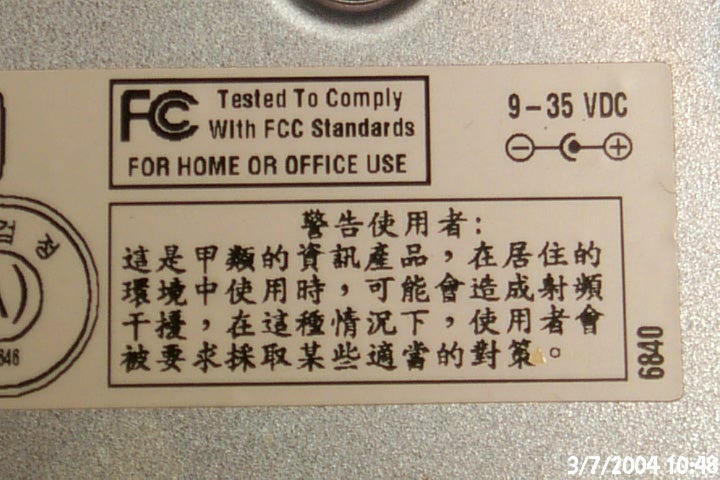 FCC Tested To Comply
With FCC Standards
FOR HOME OR OFFICE USE
9-35 VDC
警告使用者:
這是甲類的資訊產品，在居住的
環境中使用時，可能會造成射頻
干擾，在這種情況下，使用者會
被要求採取某些適當的對策。
6840
검정
3/7/2004 10:48